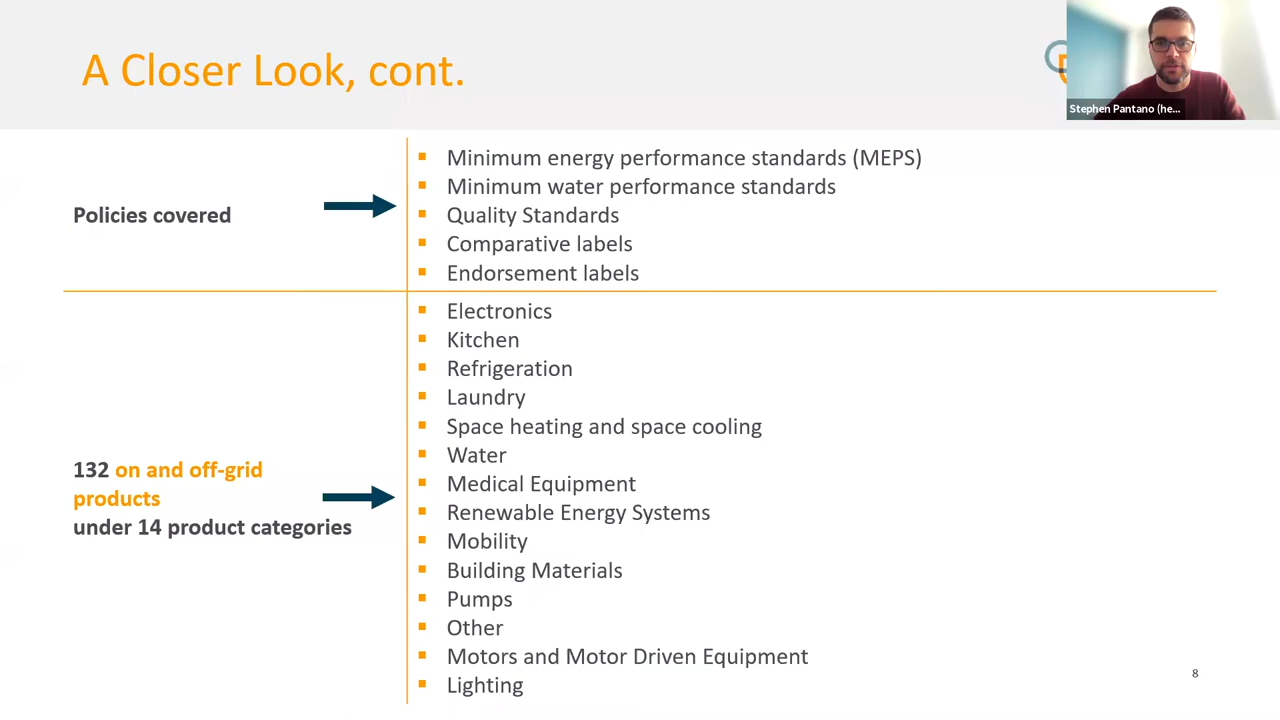 A Closer Look, cont.
Stephen Pantano (he...
Policies covered
Minimum energy performance standards (MEPS)
Minimum water performance standards
Quality Standards
Comparative labels
Endorsement labels
132 on and off-grid
products
under 14 product categories
Electronics
Kitchen
Refrigeration
Laundry
Space heating and space cooling
Water
Medical Equipment
Renewable Energy Systems
Mobility
Building Materials
Pumps
Other
Motors and Motor Driven Equipment
Lighting
8